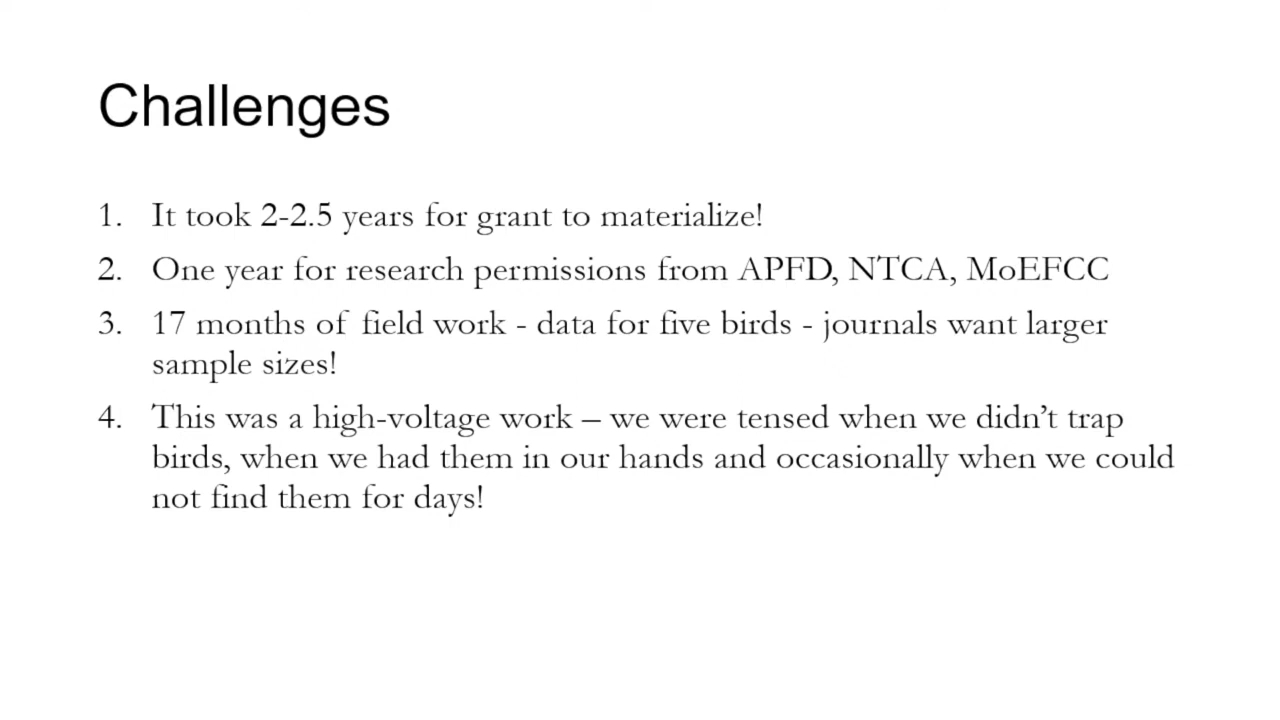 Challenges
1. It took 2-2.5 years for grant to materialize!
2. One year for research permissions from APFD, NTCA, MoEFCC
3. 17 months of field work - data for five birds - journals want larger
sample sizes!
4. This was a high-voltage work – we were tensed when we didn’t trap
birds, when we had them in our hands and occasionally when we could
not find them for days!